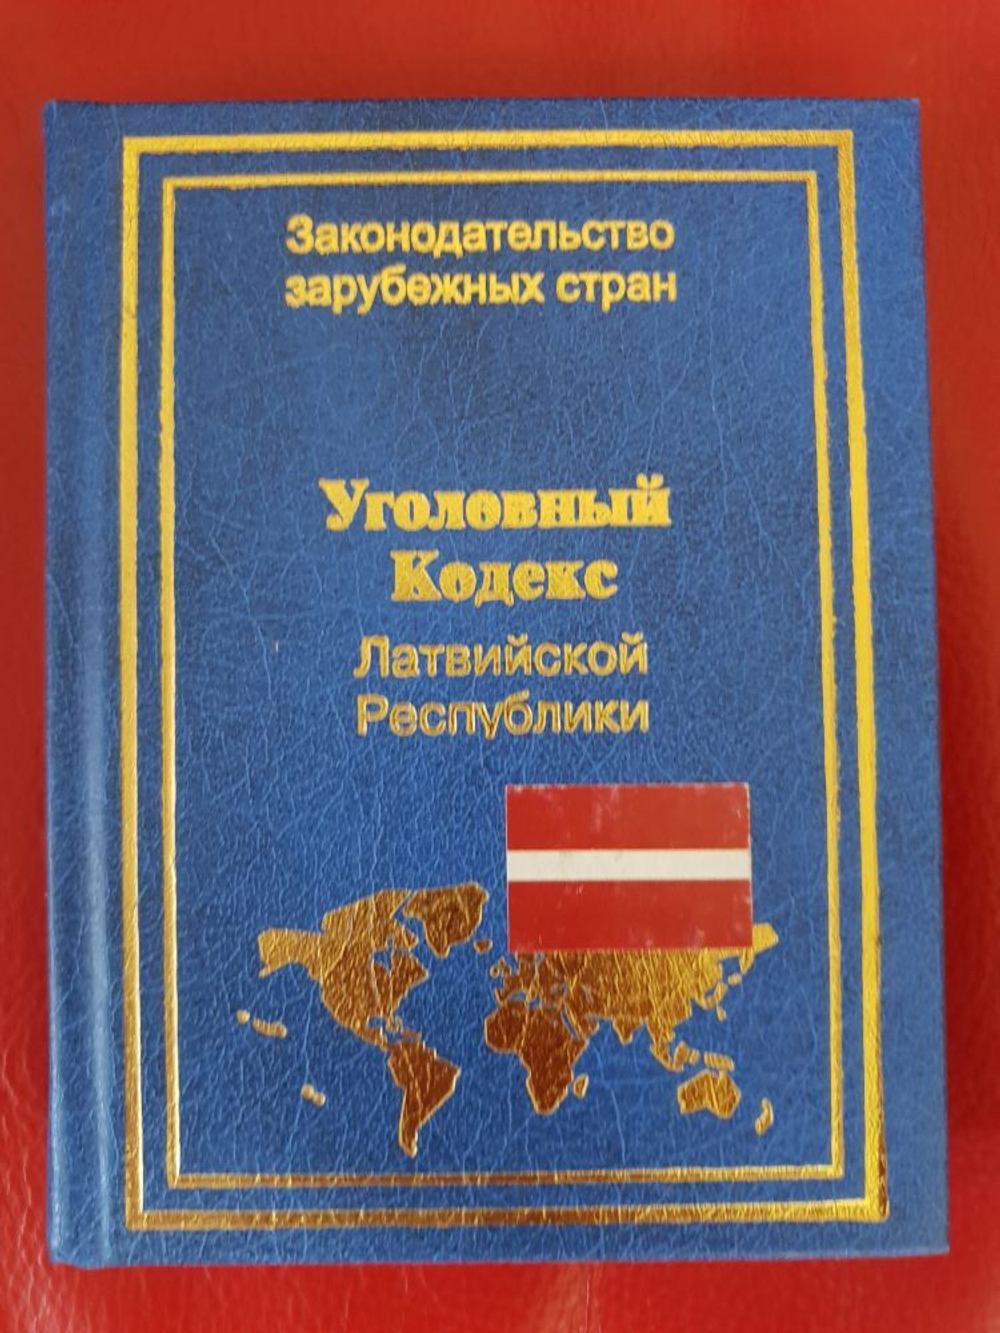 Законодательство
зарубежных стран
Уголовный
Кодекс
Латвийской
Республики